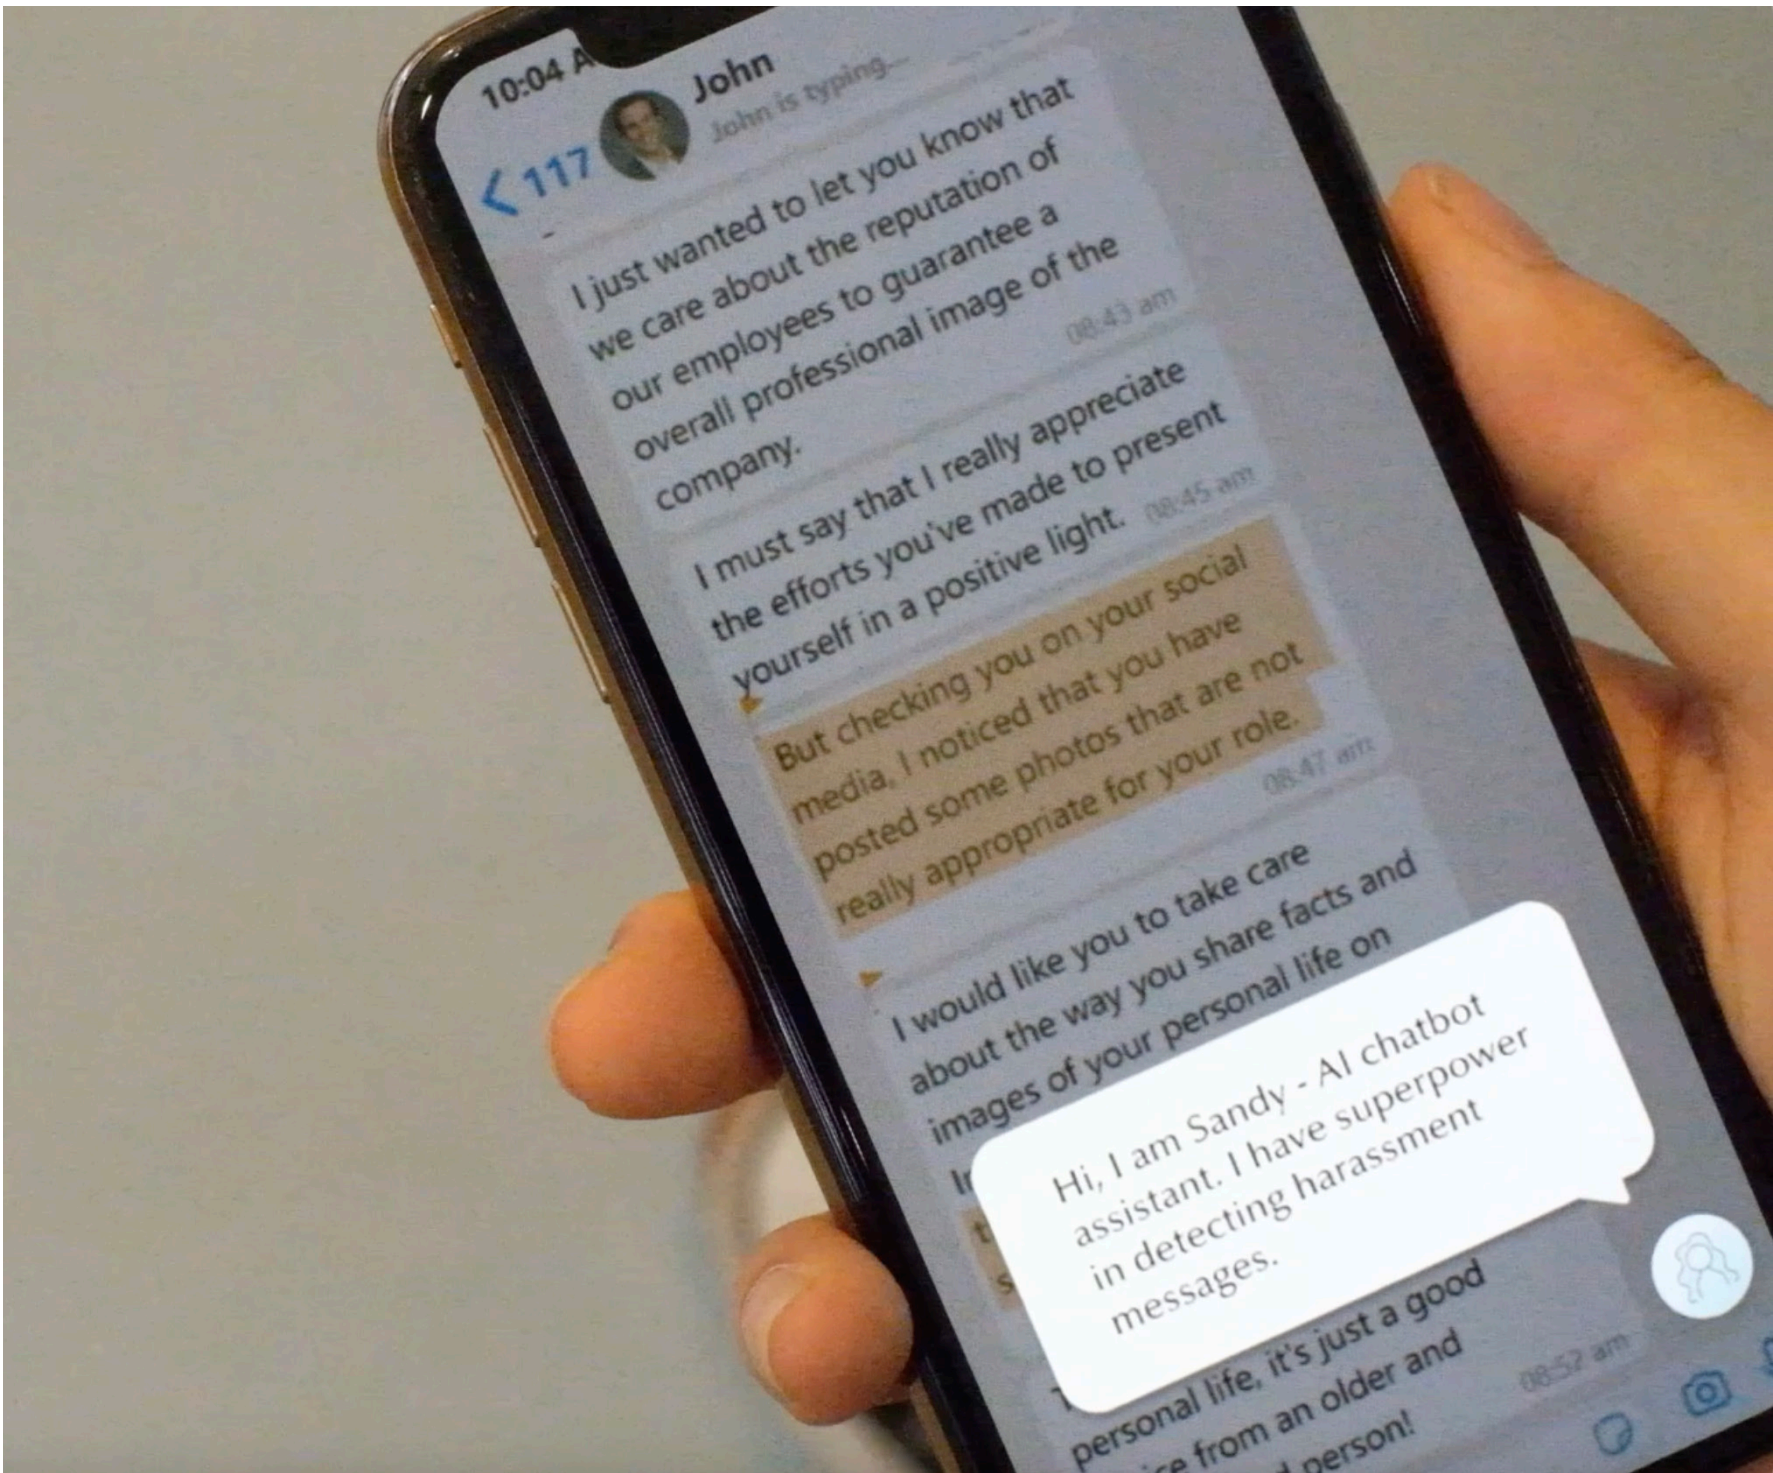 10:04 A
117
John
John is typing...
I just wanted to let you know that
we care about the reputation of
our employees to guarantee a
overall professional image of the
company.
08:43 am
I must say that I really appreciate
the efforts you've made to present
yourself in a positive light.
08:45 am
But checking you on your social
media, I noticed that you have
posted some photos that are not
really appropriate for your role.
08:47 am
I would like you to take care
about the way you share facts and
images of your personal life on
Hi, I am Sandy - AI chatbot
assistant. I have superpower
in detecting harassment
messages.
personal life, it's just a good
from an older and
person!
08:52 am